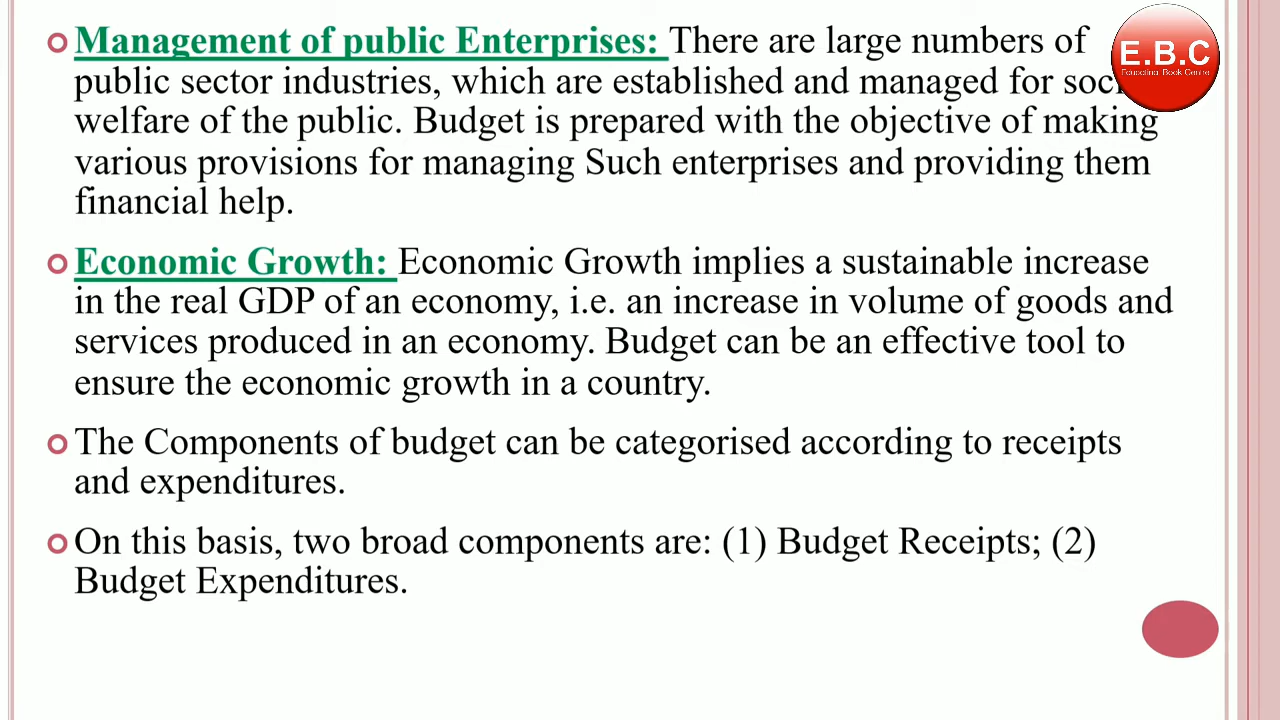 Management of public Enterprises: There are large numbers of
public sector industries, which are established and managed for soc
welfare of the public. Budget is prepared with the objective of making
various provisions for managing Such enterprises and providing them
financial help.
Economic Growth: Economic Growth implies a sustainable increase
in the real GDP of an economy, i.e. an increase in volume of goods and
services produced in an economy. Budget can be an effective tool to
ensure the economic growth in a country.
The Components of budget can be categorised according to receipts
and expenditures.
On this basis, two broad components are: (1) Budget Receipts; (2)
Budget Expenditures.
E.B.C
Book Centre